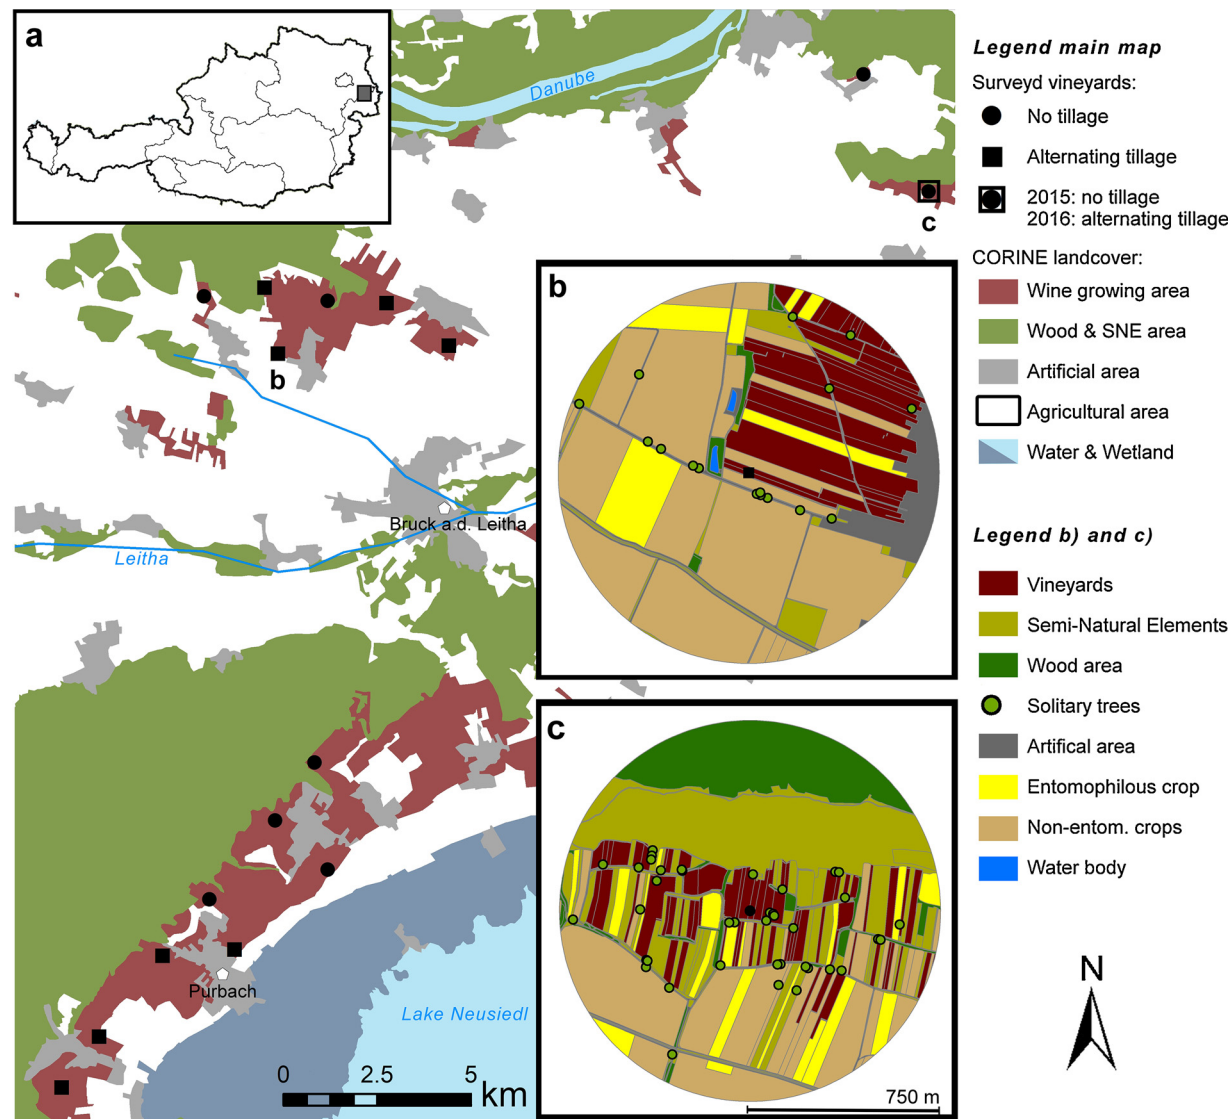 a
Danube
c
b
Bruck a.d. Leitha
Leitha
Purbach
Lake Neusiedl
0 2.5 5 km
b
c
750 m
Legend main map
Surveyd vineyards:
No tillage
Alternating tillage
2015: no tillage
2016: alternating tillage
CORINE landcover:
Wine growing area
Wood & SNE area
Artificial area
Agricultural area
Water & Wetland
Legend b) and c)
Vineyards
Semi-Natural Elements
Wood area
Solitary trees
Artifical area
Entomophilous crop
Non-entom. crops
Water body
N